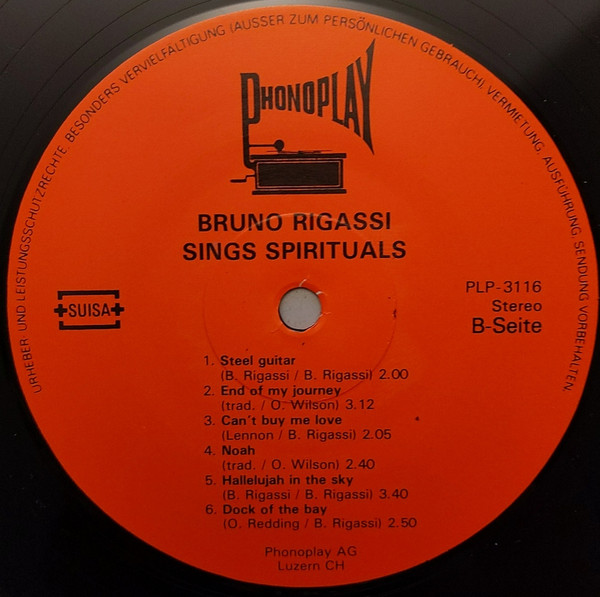 URHEBER- UND LEISTUNGSSCHUTZRECHTE, BESONDERS VERVIELFÄLTIGUNG (AUSSER ZUM PERSÖNLICHEN GEBRAUCH), VERMIETUNG, AUSFÜHRUNG, SENDUNG VORBEHALTEN.
PHONOPLAY
BRUNO RIGASSI
SINGS SPIRITUALS
SUISA
PLP-3116
Stereo
B-Seite
1. Steel guitar
(B. Rigassi / B. Rigassi) 2.00
2. End of my journey
(trad. / O. Wilson) 3.12
3. Can't buy me love
(Lennon / B. Rigassi) 2.05
4. Noah
(trad. / O. Wilson) 2.40
5. Hallelujah in the sky
(B. Rigassi / B. Rigassi) 3.40
6. Dock of the bay
(O. Redding / B. Rigassi) 2.50
Phonoplay AG
Luzern CH